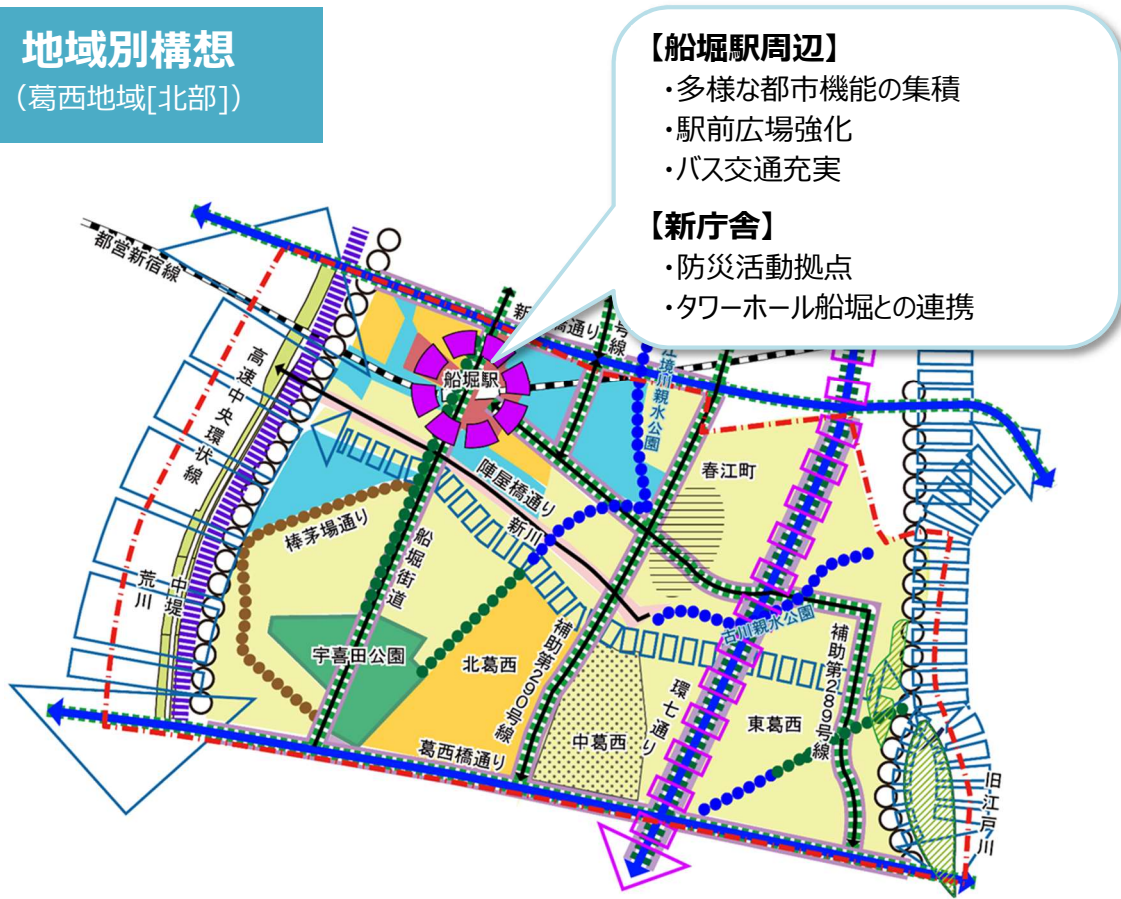 地域別構想
（葛西地域[北部]）
【船堀駅周辺】
・多様な都市機能の集積
・駅前広場強化
・バス交通充実
【新庁舎】
・防災活動拠点
・タワーホール船堀との連携
都営新宿線
新
橋通り
号線
江境川親水公園
船堀駅
高速中央環状線
春江町
陣屋橋通り
新川
棒茅場通り
船堀街道
荒川
中堤
宇喜田公園
北葛西
補助第290号線
古川親水公園
補助第289号線
環七通り
東葛西
中葛西
葛西橋通り
旧江戸川